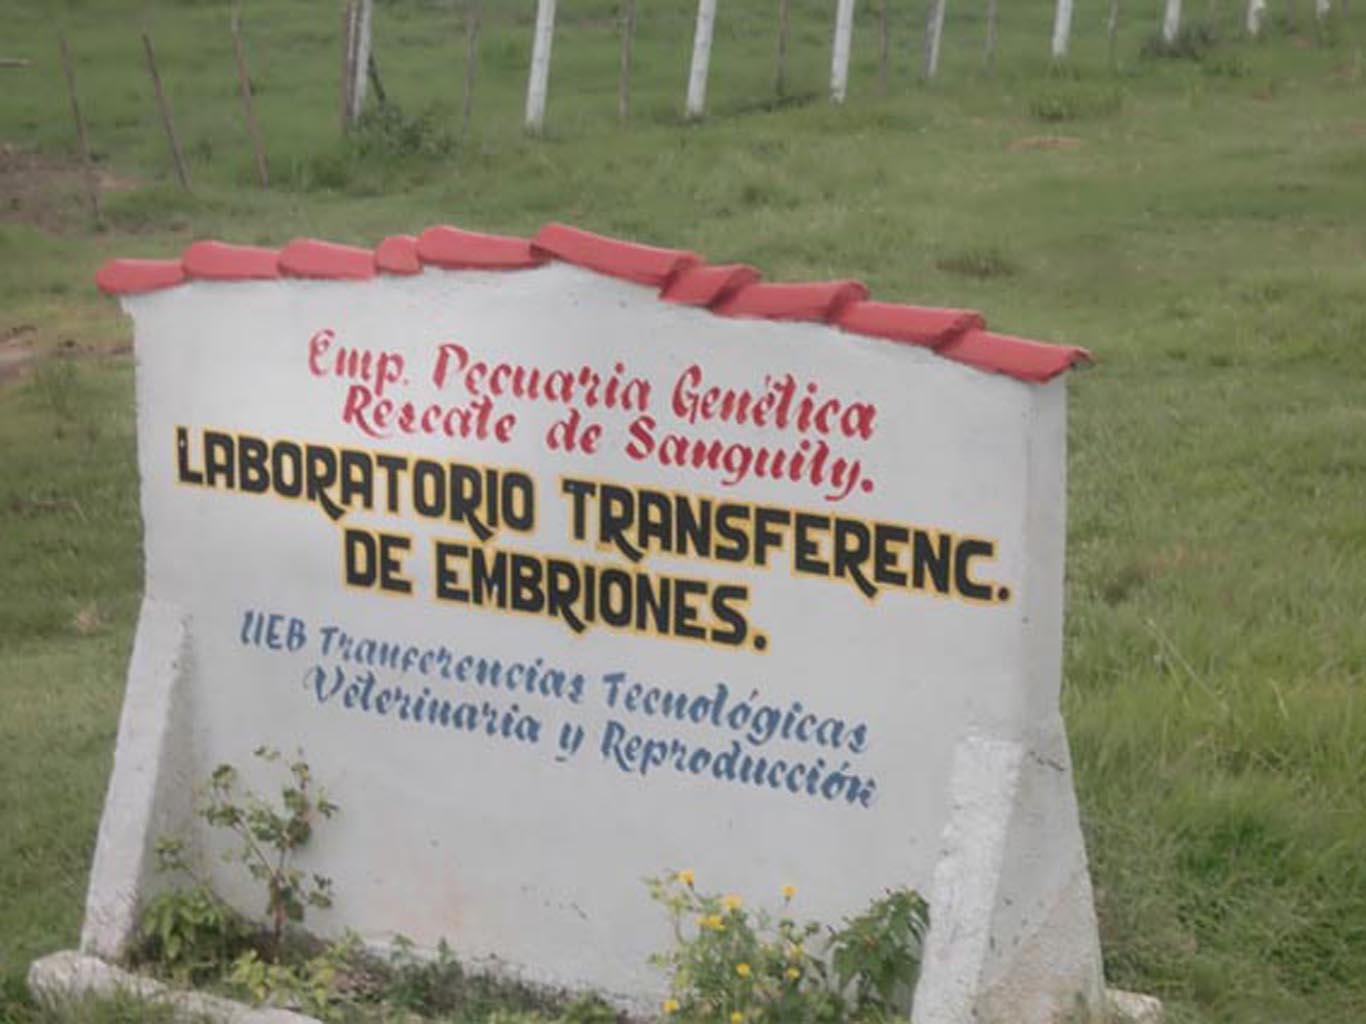 Emp. Pecuaria Genética
Rescate de Sanguily.
LABORATORIO TRANSFERENC.
DE EMBRIONES.
UEB Tranferencias Tecnológicas
Veterinaria y Reproducción